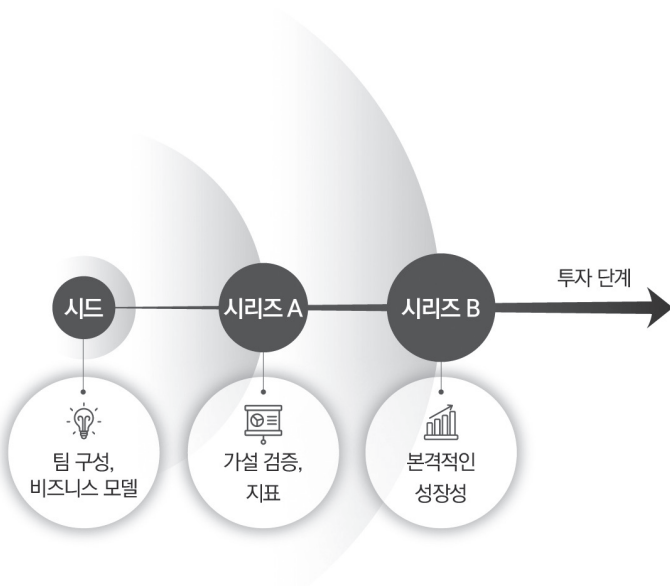 투자 단계
시드
시리즈 A
시리즈 B
팀 구성,
비즈니스 모델
가설 검증,
지표
본격적인
성장성